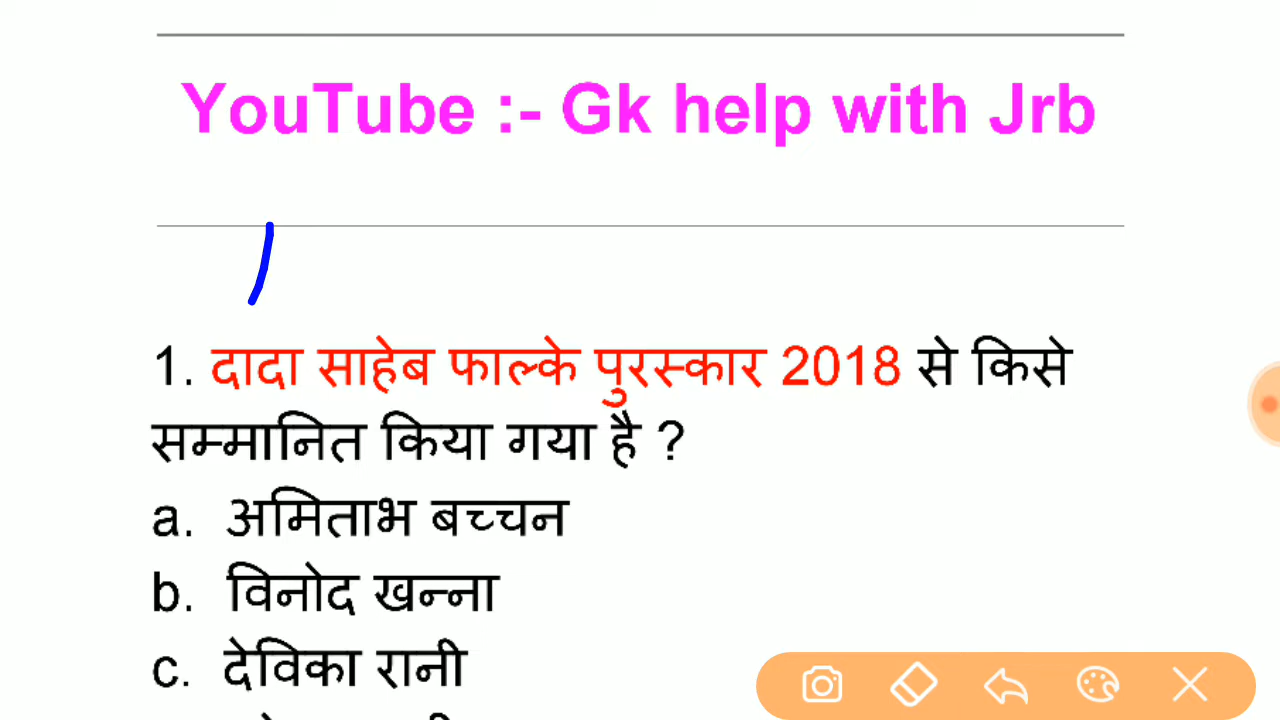 YouTube :- Gk help with Jrb
1. दादा साहेब फाल्के पुरस्कार 2018 से किसे
सम्मानित किया गया है ?
a. अमिताभ बच्चन
b. विनोद खन्ना
c. देविका रानी